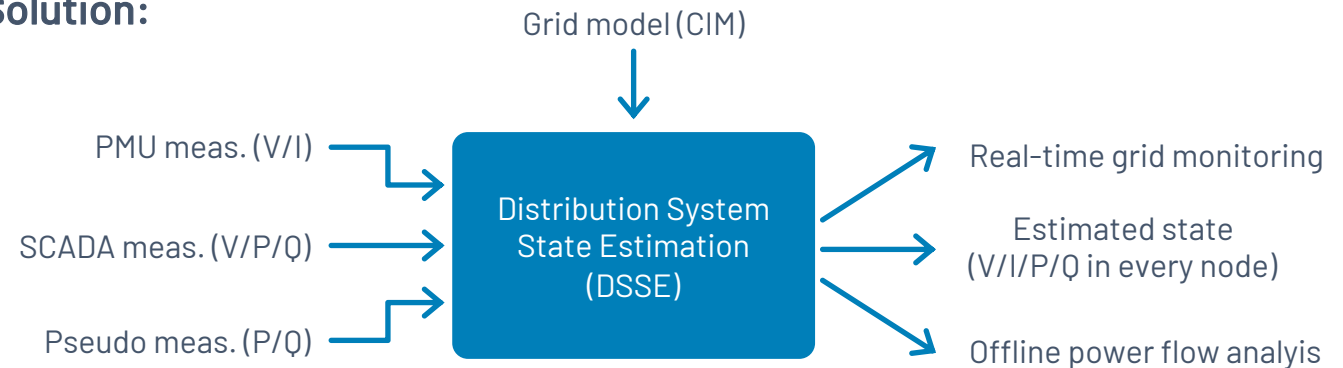 Solution:
Grid model (CIM)
PMU meas. (V/I)
SCADA meas. (V/P/Q)
Pseudo meas. (P/Q)
Distribution System
State Estimation
(DSSE)
Real-time grid monitoring
Estimated state
(V/I/P/Q in every node)
Offline power flow analyis